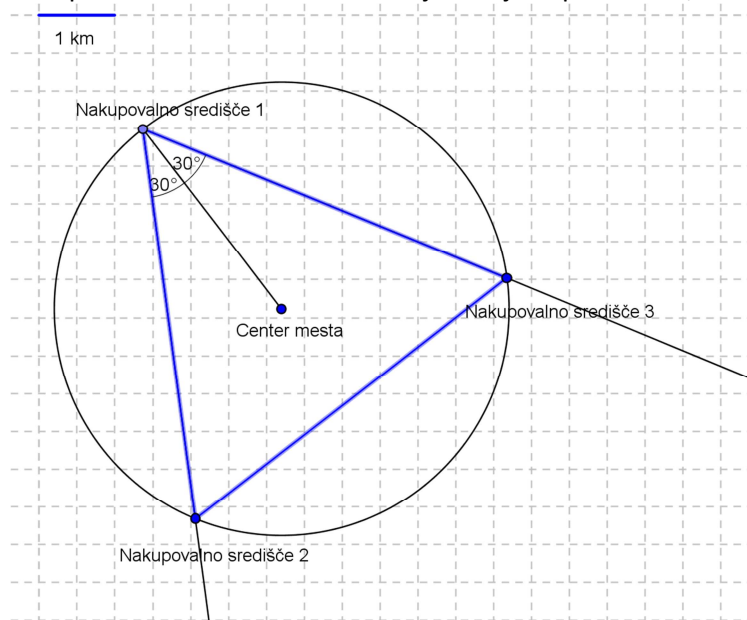 1 km
Nakupovalno središče 1
30°
30°
Center mesta
Nakupovalno središče 3
Nakupovalno središče 2